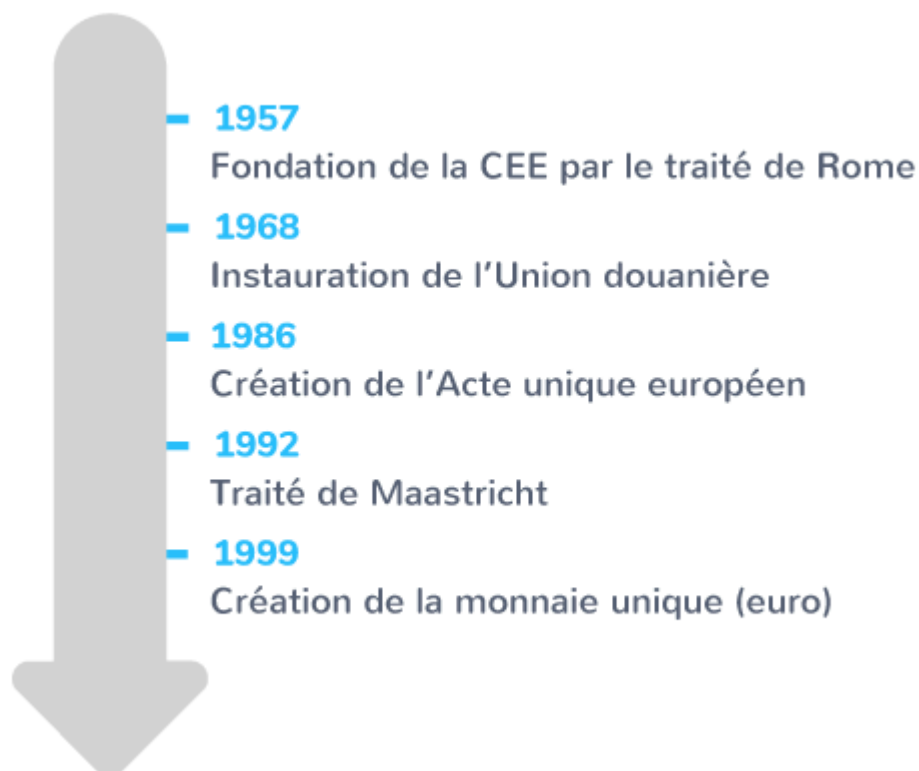 1957
Fondation de la CEE par le traité de Rome
1968
Instauration de l’Union douanière
1986
Création de l’Acte unique européen
1992
Traité de Maastricht
1999
Création de la monnaie unique (euro)